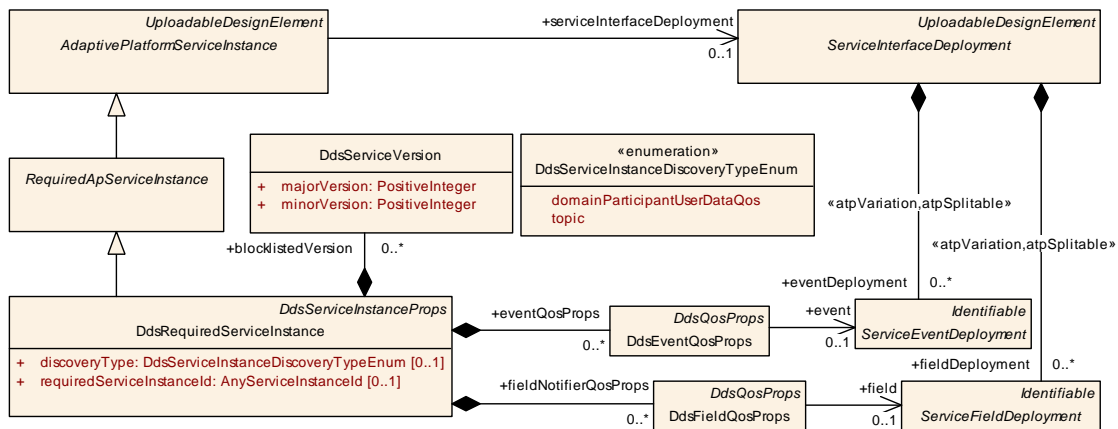 UploadableDesignElement
AdaptivePlatformServiceInstance
+serviceInterfaceDeployment
0..1
UploadableDesignElement
ServiceInterfaceDeployment
RequiredApServiceInstance
DdsServiceVersion
+ majorVersion: PositiveInteger
+ minorVersion: PositiveInteger
«enumeration»
DdsServiceInstanceDiscoveryTypeEnum
domainParticipantUserDataQos
topic
«atpVariation,atpSplitable»
«atpVariation,atpSplitable»
+blocklistedVersion
0..*
+eventDeployment
0..*
DdsServiceInstanceProps
DdsRequiredServiceInstance
+ discoveryType: DdsServiceInstanceDiscoveryTypeEnum [0..1]
+ requiredServiceInstanceId: AnyServiceInstanceId [0..1]
+eventQosProps
0..*
DdsQosProps
DdsEventQosProps
+event
0..1
Identifiable
ServiceEventDeployment
+fieldDeployment
0..*
+fieldNotifierQosProps
0..*
DdsQosProps
DdsFieldQosProps
+field
0..1
Identifiable
ServiceFieldDeployment